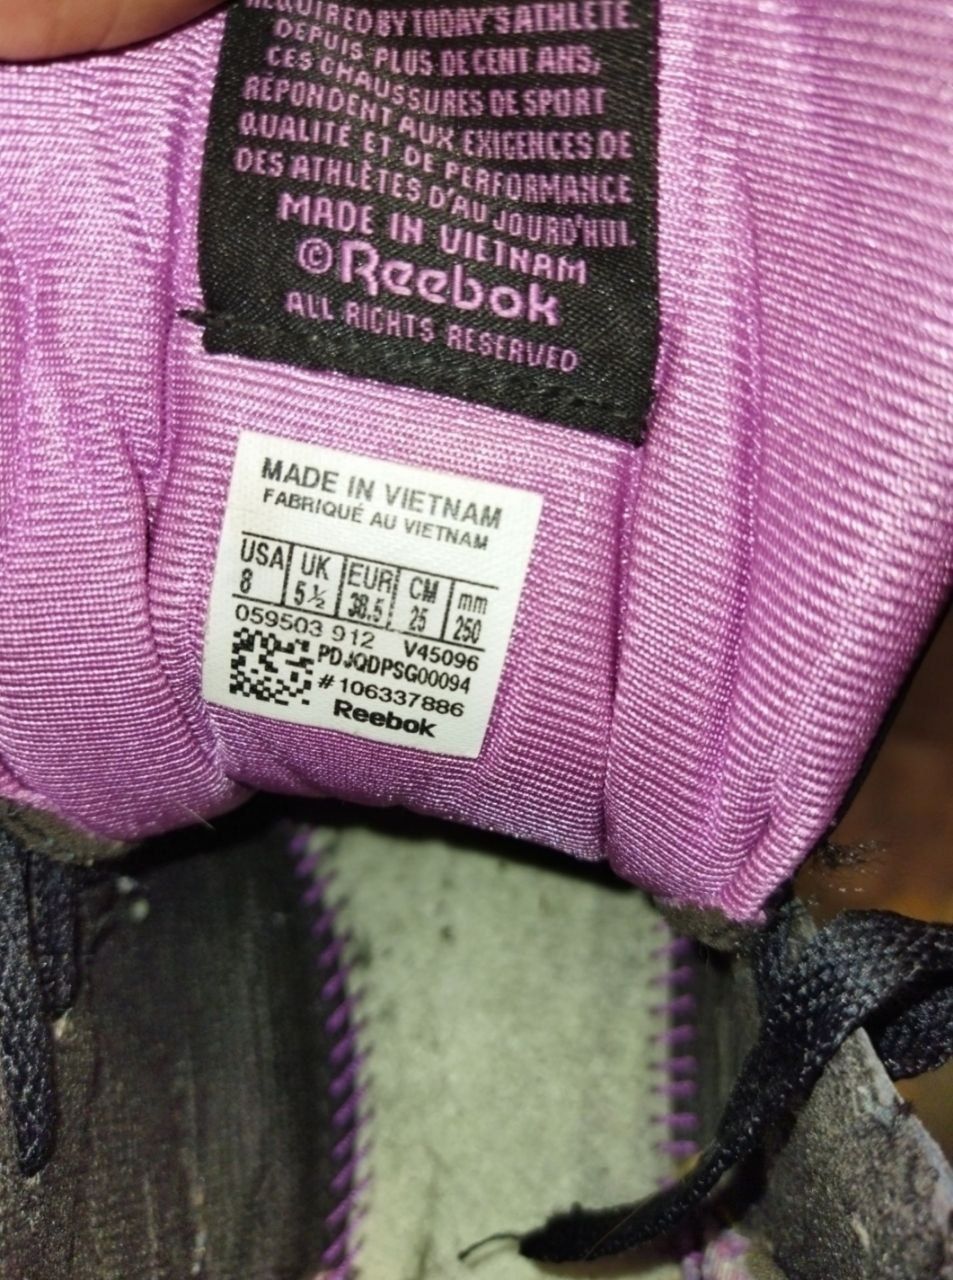 REQUIRED BY TODAY'S ATHLETE
DEPUIS PLUS DE CENT ANS,
CES CHAUSSURES DE SPORT
RÉPONDENT AUX EXIGENCES DE
QUALITÉ ET DE PERFORMANCE
DES ATHLÈTES D'AUJOURD'HUI.
MADE IN VIETNAM
©Reebok
ALL RIGHTS RESERVED
MADE IN VIETNAM
FABRIQUÉ AU VIETNAM
USA UK EUR CM mm
8 5½ 38.5 25 250
059503 912 V45096
PDJQDPSG00094
#106337886
Reebok